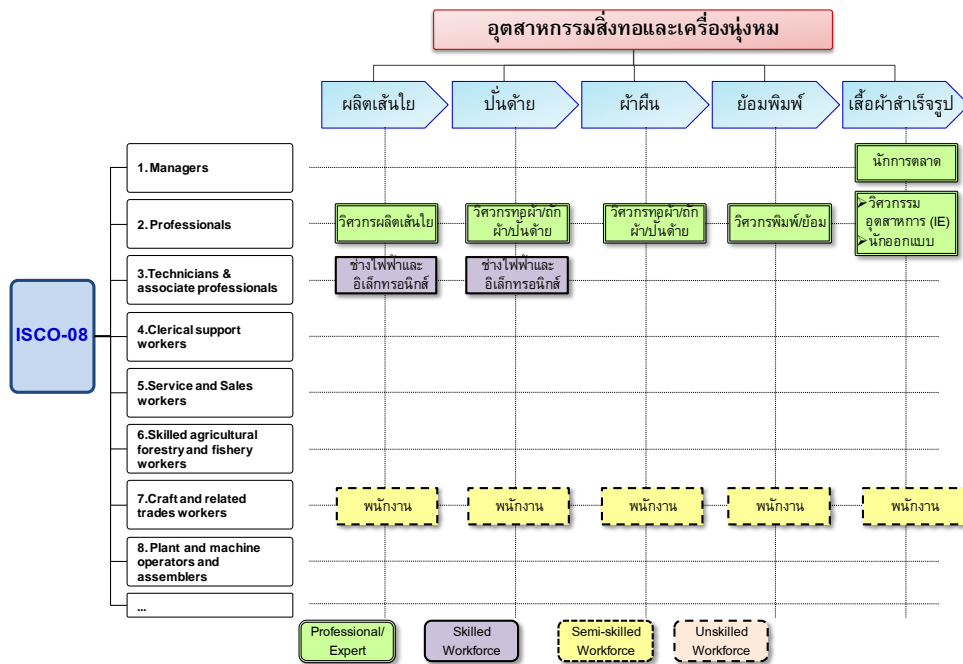 อุตสาหกรรมสิ่งทอและเครื่องนุ่งหม
ผลิตเส้นใย
ปั่นด้าย
ผ้าผืน
ย้อมพิมพ์
เสื้อผ้าสำเร็จรูป
ISCO-08
1. Managers
นักการตลาด
2. Professionals
วิศวกรผลิตเส้นใย
วิศวกรทอผ้า/ถัก
ผ้า/ปั่นด้าย
วิศวกรทอผ้า/ถัก
ผ้า/ปั่นด้าย
วิศวกรพิมพ์/ย้อม
➢ วิศวกรรม
อุตสาหการ (IE)
➢ นักออกแบบ
3.Technicians &
associate professionals
ช่างไฟฟ้าและ
อิเล็กทรอนิกส์
ช่างไฟฟ้าและ
อิเล็กทรอนิกส์
4.Clerical support
workers
5.Service and Sales
workers
6.Skilled agricultural
forestry and fishery
workers
7.Craft and related
trades workers
พนักงาน
พนักงาน
พนักงาน
พนักงาน
พนักงาน
8. Plant and machine
operators and
assemblers
...
Professional/
Expert
Skilled
Workforce
Semi-skilled
Workforce
Unskilled
Workforce